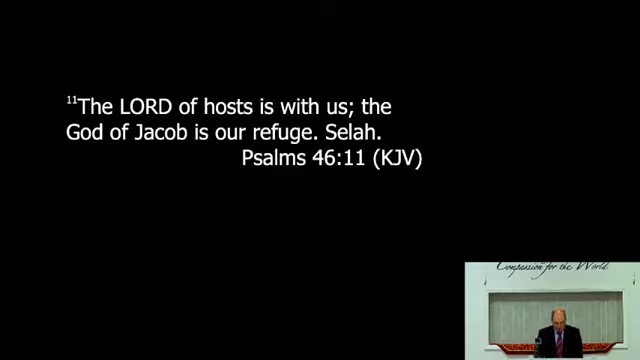 11The LORD of hosts is with us; the
God of Jacob is our refuge. Selah.
Psalms 46:11 (KJV)
Compassion for the World